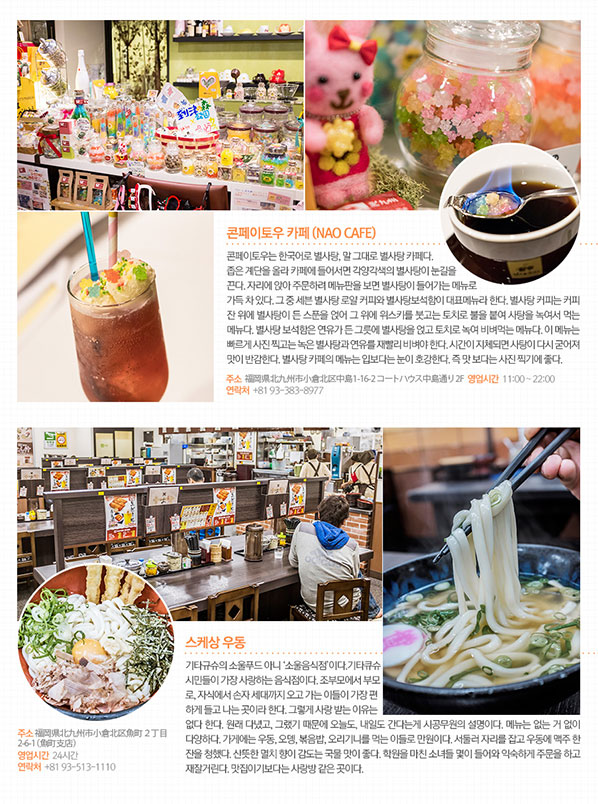 콘페이토우 카페 (NAO CAFE)
콘페이토우는 한국어로 별사탕, 말 그대로 별사탕 카페다.
좁은 계단을 올라 카페에 들어서면 각양각색의 별사탕이 눈길을
끈다. 자리에 앉아 주문하려 메뉴판을 보면 별사탕이 들어가는 메뉴로
가득 차 있다. 그 중 세븐 별사탕 로얄 커피와 별사탕보석함이 대표메뉴라 한다. 별사탕 커피는 커피
잔 위에 별사탕이 든 스푼을 얹어 그 위에 위스키를 붓고는 토치로 불을 붙여 사탕을 녹여서 먹는
메뉴다. 별사탕 보석함은 연유가 든 그릇에 별사탕을 얹고 토치로 녹여 비벼먹는 메뉴다. 이 메뉴는
빠르게 사진 찍고는 녹은 별사탕과 연유를 재빨리 비벼야 한다. 시간이 지체되면 사탕이 다시 굳어져
맛이 반감한다. 별사탕 카페의 메뉴는 입보다는 눈이 호강한다. 즉 맛 보다는 사진 찍기에 좋다.
주소 福岡県北九州市小倉北区中島1-16-2 コートハウス中島通り2F 영업시간 11:00 ~ 22:00
연락처 +81 93-383-8977
스케상 우동
기타규슈의 소울푸드 아니 '소울음식점'이다.기타큐슈
시민들이 가장 사랑하는 음식점이다. 조부모에서 부모
로, 자식에서 손자 세대까지 오고 가는 이들이 가장 편
하게 들고 나는 곳이라 한다. 그렇게 사랑 받는 이유는
없다 한다. 원래 다녔고, 그랬기 때문에 오늘도, 내일도 간다는게 시공무원의 설명이다. 메뉴는 없는 거 없이
다양하다. 가게에는 우동, 오뎅, 볶음밥, 오리기니를 먹는 이들로 만원이다. 서둘러 자리를 잡고 우동에 맥주 한
잔을 청했다. 산뜻한 멸치 향이 감도는 국물 맛이 좋다. 학원을 마친 소녀들 몇이 들어와 익숙하게 주문을 하고
재잘거린다. 맛집이기보다는 사랑방 같은 곳이다.
주소 福岡県北九州市小倉北区魚町 2 丁目
2-6-1 (魚町支店)
영업시간 24시간
연락처 +81 93-513-1110